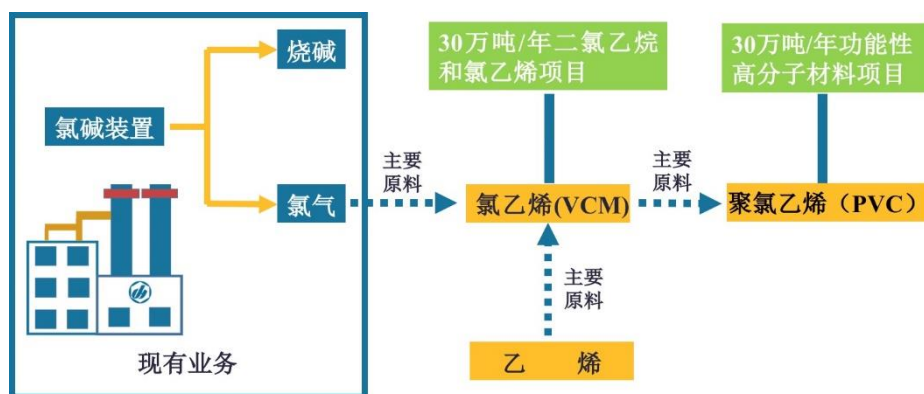 30万吨/年二氯乙烷
和氯乙烯项目
30万吨/年功能性
高分子材料项目
烧碱
氯碱装置
主要
原料
主要
原料
氯气
氯乙烯(VCM)
聚氯乙烯（PVC）
主要
原料
现有业务
乙 烯